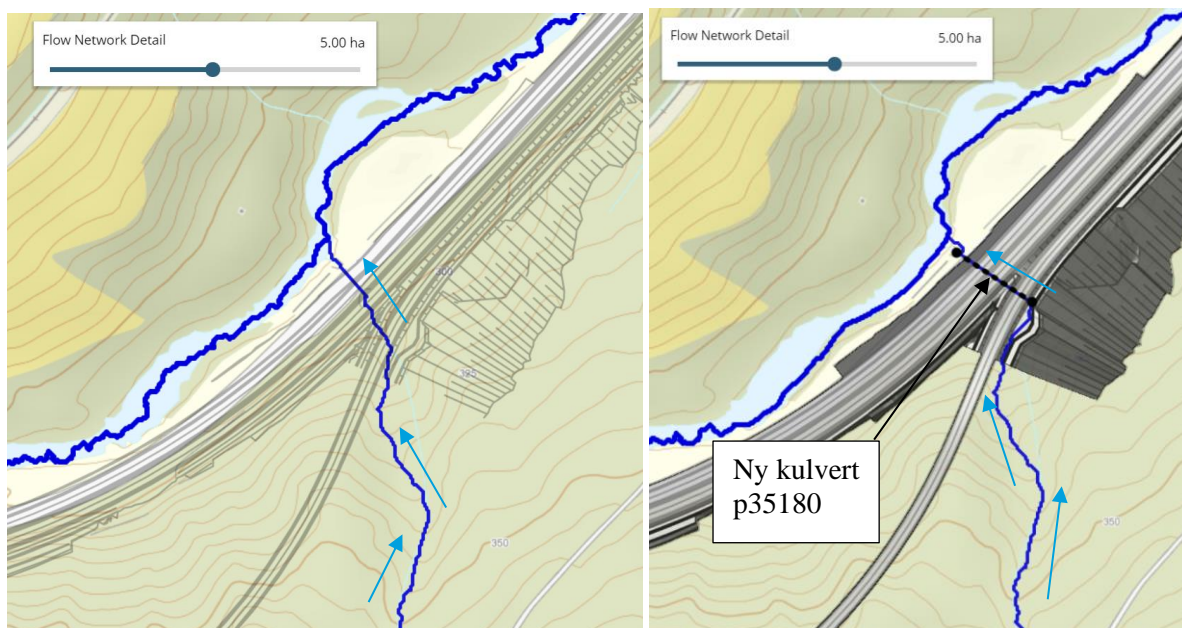 Flow Network Detail
5.00 ha
300
325
350
Flow Network Detail
5.00 ha
Ny kulvert
p35180
350